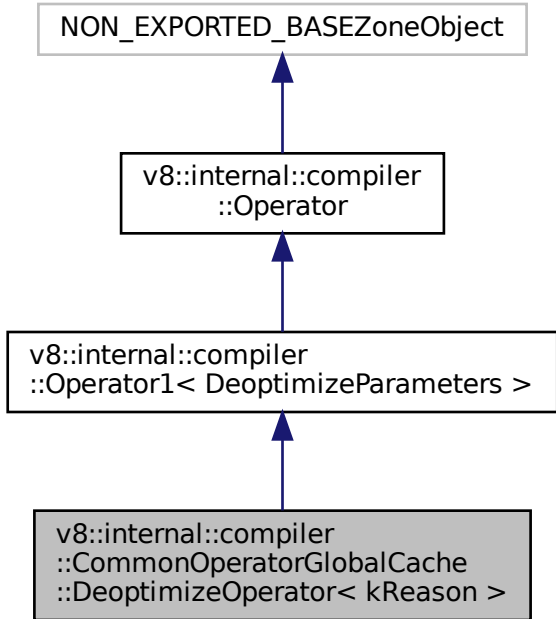 NON_EXPORTED_BASEZoneObject
v8::internal::compiler
::Operator
v8::internal::compiler
::Operator1< DeoptimizeParameters >
v8::internal::compiler
::CommonOperatorGlobalCache
::DeoptimizeOperator< kReason >